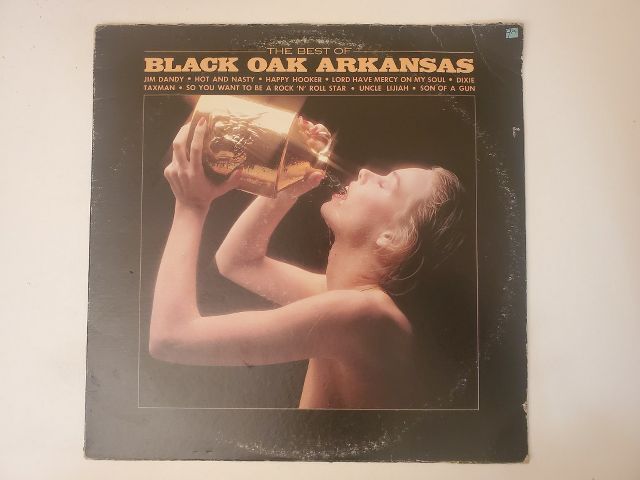 THE BEST OF
BLACK OAK ARKANSAS
JIM DANDY • HOT AND NASTY • HAPPY HOOKER • LORD HAVE MERCY ON MY SOUL • DIXIE
TAXMAN • SO YOU WANT TO BE A ROCK 'N' ROLL STAR • UNCLE LIJIAH • SON OF A GUN